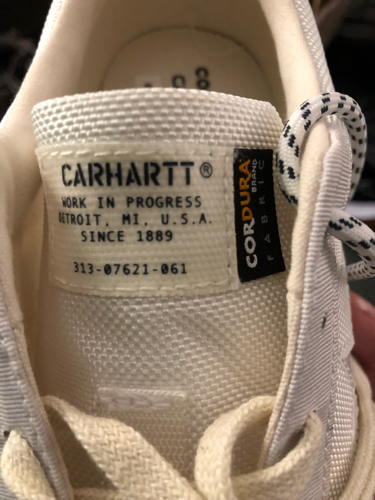 CARHARTT®
WORK IN PROGRESS
DETROIT, MI, U.S.A.
SINCE 1889
313-07621-061
CORDURA®
BRAND
FABRIC